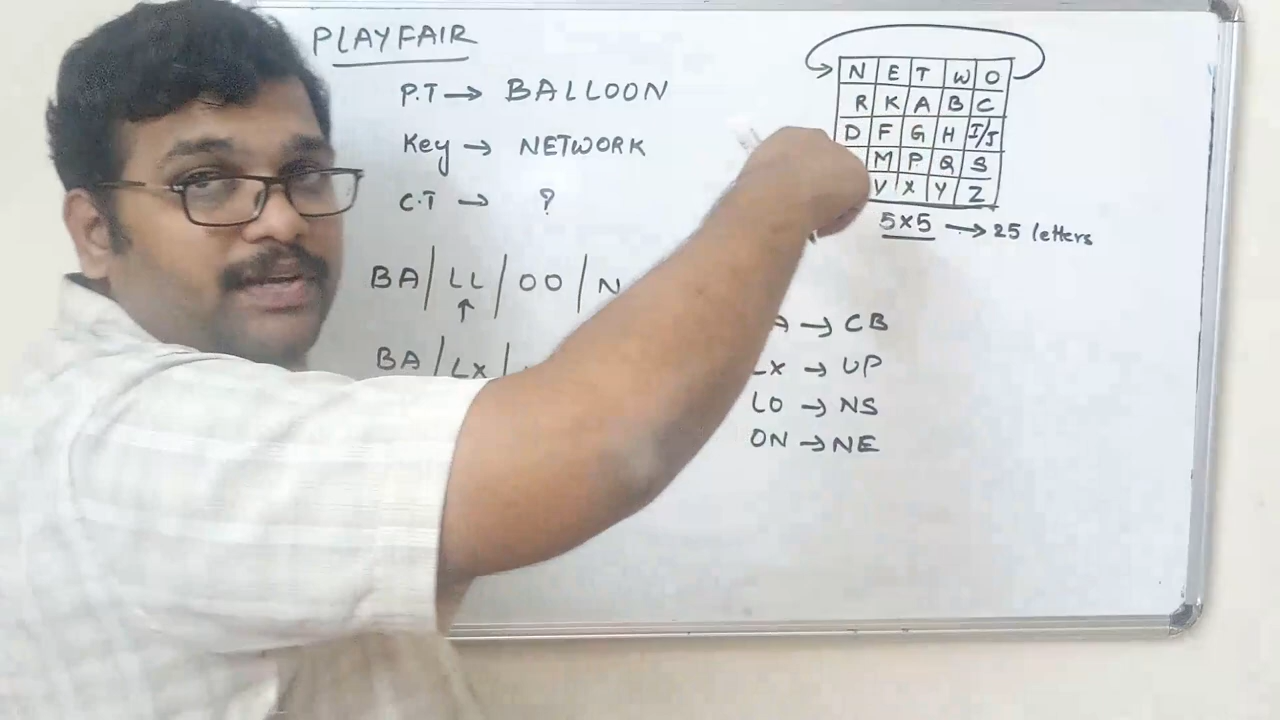 PLAYFAIR
P.T → BALLOON
Key → NETWORK
C.T → ?
BA | LL | OO | N
↑
BA | LX |
N E T W O
R K A B C
D F G H I/J
M P Q S
V X Y Z
5×5 → 25 letters
A → CB
LX → UP
LO → NS
ON → NE